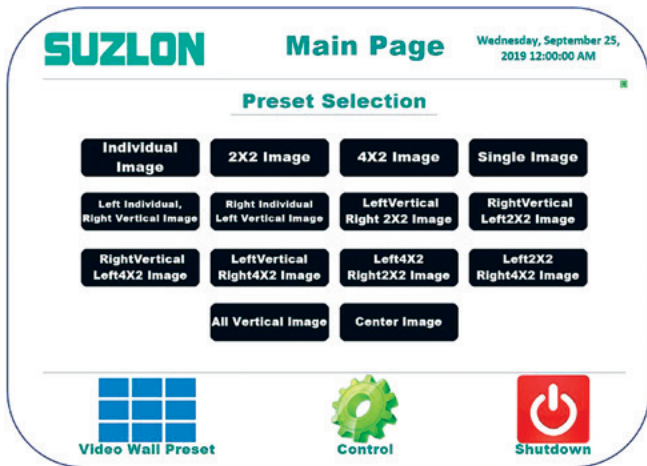 SUZLON
Main Page
Wednesday, September 25,
2019 12:00:00 AM
Preset Selection
Individual
Image
2X2 Image
4X2 Image
Single Image
Left Individual,
Right Vertical Image
Right Individual
Left Vertical Image
LeftVertical
Right 2X2 Image
RightVertical
Left2X2 Image
RightVertical
Left4X2 Image
LeftVertical
Right4X2 Image
Left4X2
Right2X2 Image
Left2X2
Right4X2 Image
All Vertical Image
Center Image
Video Wall Preset
Control
Shutdown